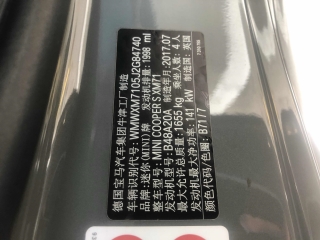 德国宝马汽车集团牛津工厂制造
车辆识别代号: WMWXM7105J2G84740
品牌: 迷你(MINI)牌 发动机排量: 1998 ml
整车型号: MINI COOPER S XM71
发动机型号: B48A20A 制造年月: 2017.07
最大允许总质量: 1655 kg 乘坐人数: 4 人
发动机最大净功率: 141 kW 制造国: 英国
颜色代码/色圈: B71 / 7